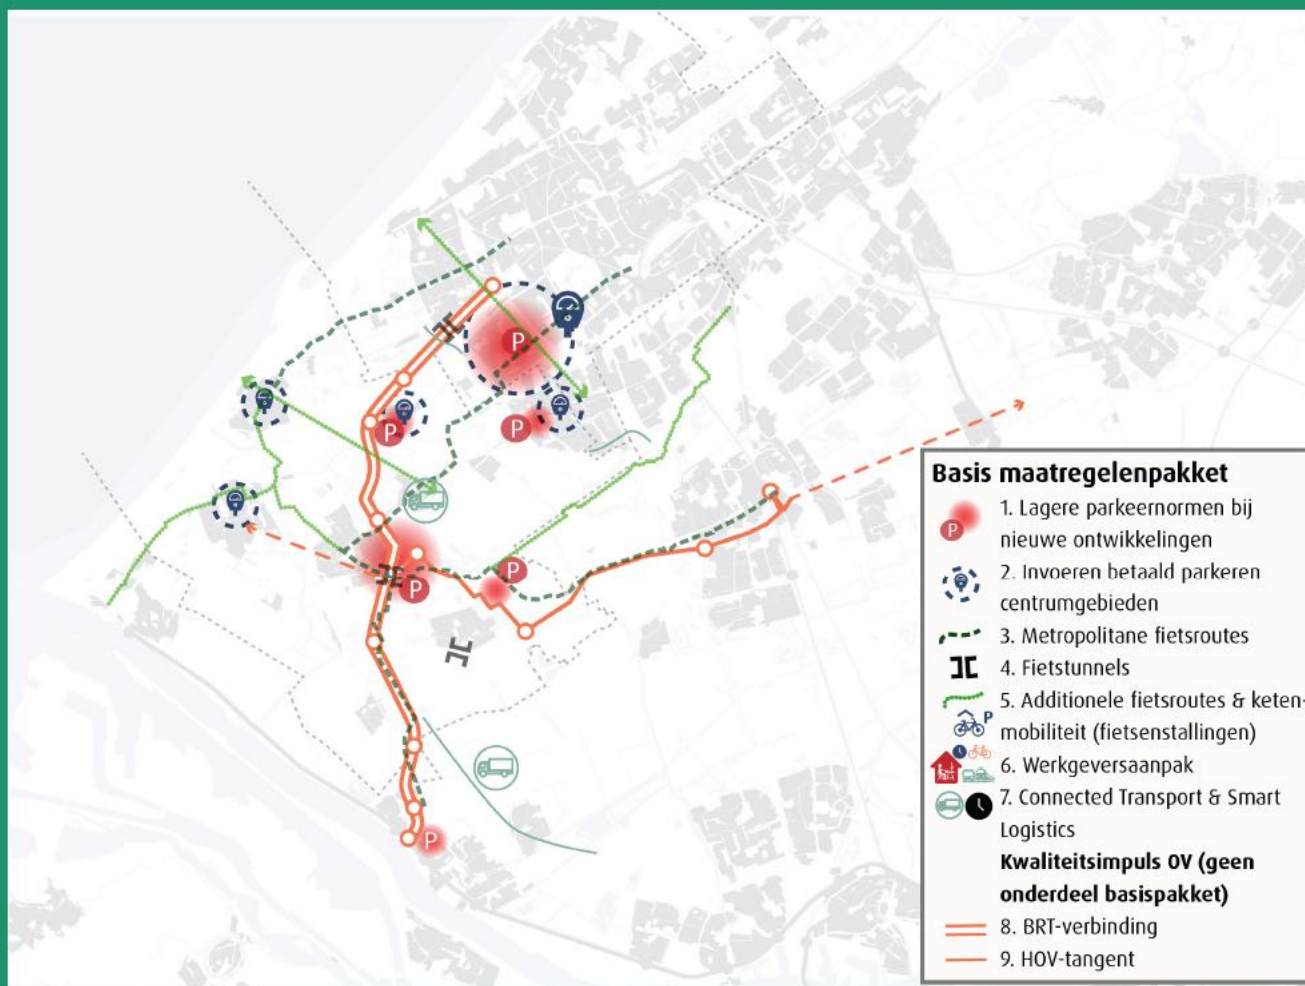 P
P
P
P
P
P
Basis maatregelenpakket
P
1. Lagere parkeernormen bij
nieuwe ontwikkelingen
2. Invoeren betaald parkeren
centrumgebieden
3. Metropolitane fietsroutes
4. Fietstunnels
5. Additionele fietsroutes & keten-
P
mobiliteit (fietsenstallingen)
6. Werkgeversaanpak
7. Connected Transport & Smart
Logistics
Kwaliteitsimpuls OV (geen
onderdeel basispakket)
8. BRT-verbinding
9. HOV-tangent